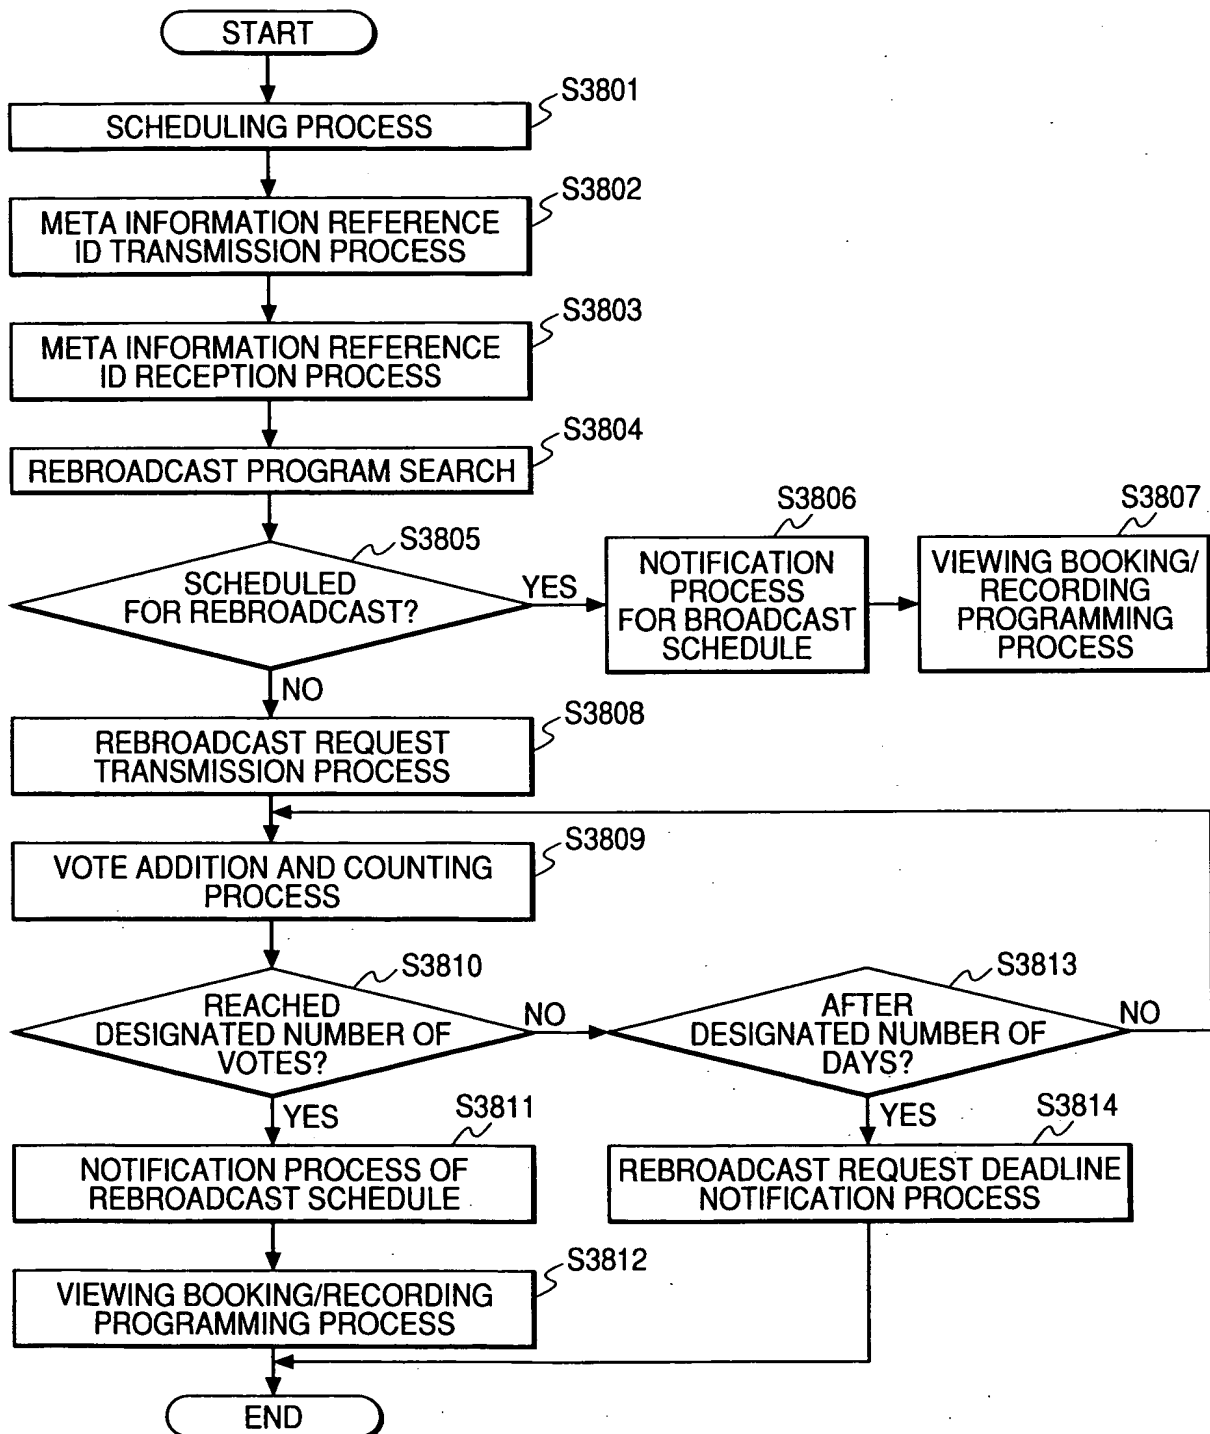 START
S3801
SCHEDULING PROCESS
S3802
META INFORMATION REFERENCE
ID TRANSMISSION PROCESS
S3803
META INFORMATION REFERENCE
ID RECEPTION PROCESS
S3804
REBROADCAST PROGRAM SEARCH
S3805
SCHEDULED
FOR REBROADCAST?
YES
NO
S3806
NOTIFICATION
PROCESS
FOR BROADCAST
SCHEDULE
S3807
VIEWING BOOKING/
RECORDING
PROGRAMMING
PROCESS
S3808
REBROADCAST REQUEST
TRANSMISSION PROCESS
S3809
VOTE ADDITION AND COUNTING
PROCESS
S3810
REACHED
DESIGNATED NUMBER OF
VOTES?
NO
YES
S3813
AFTER
DESIGNATED NUMBER OF
DAYS?
NO
YES
S3811
NOTIFICATION PROCESS OF
REBROADCAST SCHEDULE
S3814
REBROADCAST REQUEST DEADLINE
NOTIFICATION PROCESS
S3812
VIEWING BOOKING/RECORDING
PROGRAMMING PROCESS
END